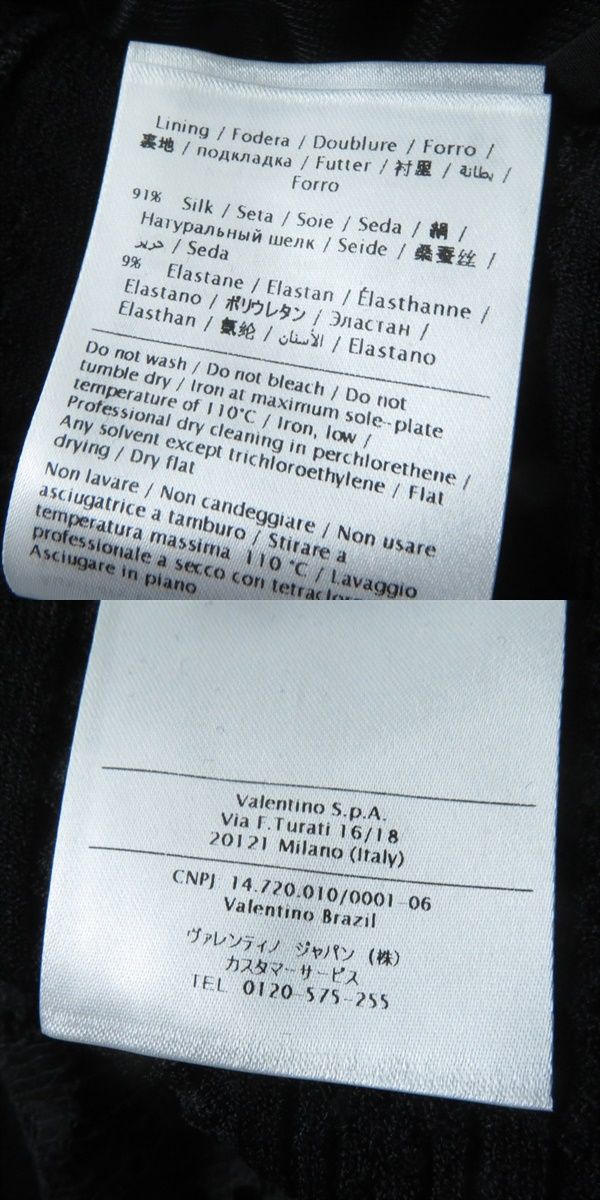 Lining / Fodera / Doublure / Forro /
裏地 / подкладка / Futter / 衬里 / بطانة /
Forro
91% Silk / Seta / Soie / Seda / 絹 /
Натуральный шелк / Seide / 桑蚕丝 /
حرير / Seda
9% Elastane / Elastan / Élasthanne /
Elastano / ポリウレタン / Эластан /
Elasthan / 氨纶 / الأستان / Elastano
Do not wash / Do not bleach / Do not
tumble dry / Iron at maximum sole-plate
temperature of 110°C / Iron, low /
Professional dry cleaning in perchlorethene /
Any solvent except trichloroethylene / Flat
drying / Dry flat
Non lavare / Non candeggiare / Non usare
asciugatrice a tamburo / Stirare a
temperatura massima 110 °C / Lavaggio
professionale a secco con
Asciugare in piano
Valentino S.p.A.
Via F.Turati 16/18
20121 Milano (Italy)
CNPJ 14.720.010/0001-06
Valentino Brazil
ヴァレンティノ ジャパン (株)
カスタマーサービス
TEL 0120-575-255